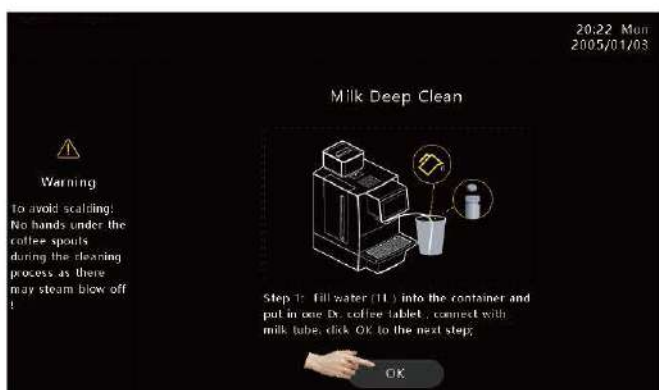 20:22 Mon
2005/01/03
Milk Deep Clean
Warning
To avoid scalding!
No hands under the
coffee spouts
during the cleaning
process as there
may steam blow off
!
Step 1: Fill water (1L) into the container and
put in one Dr. coffee tablet , connect with
milk tube, click OK to the next step;
OK